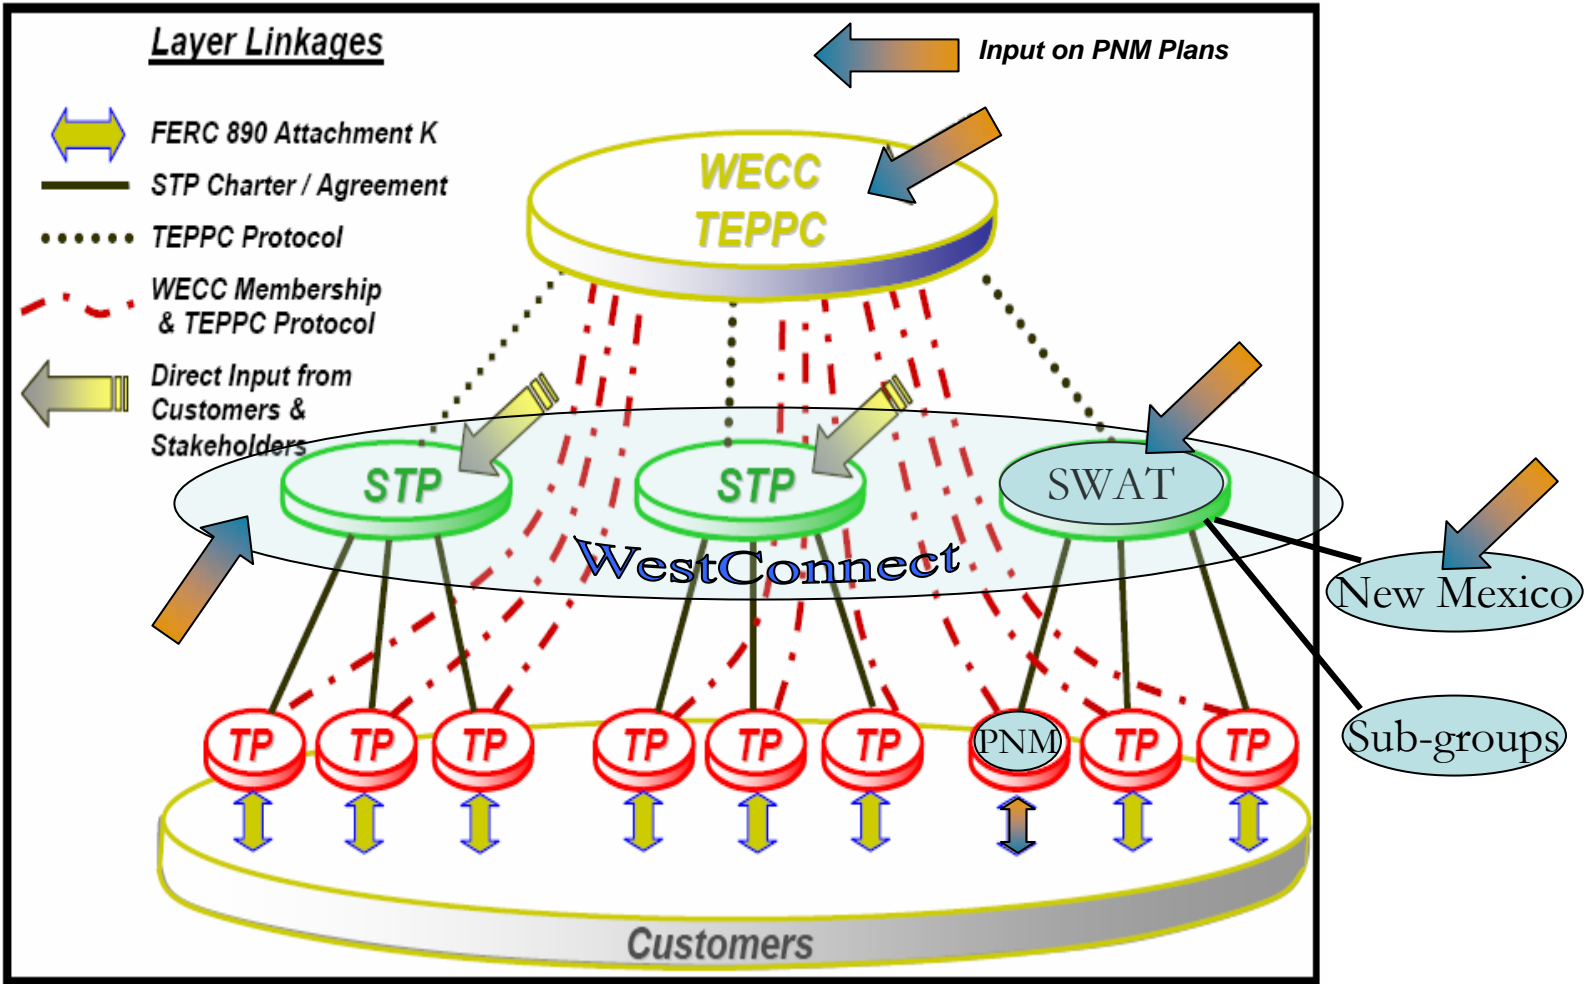 Layer Linkages
Input on PNM Plans
FERC 890 Attachment K
STP Charter / Agreement
TEPPC Protocol
WECC Membership
& TEPPC Protocol
Direct Input from
Customers &
Stakeholders
WECC
TEPPC
STP
STP
SWAT
WestConnect
New Mexico
Sub-groups
TP
TP
TP
TP
TP
TP
PNM
TP
TP
Customers